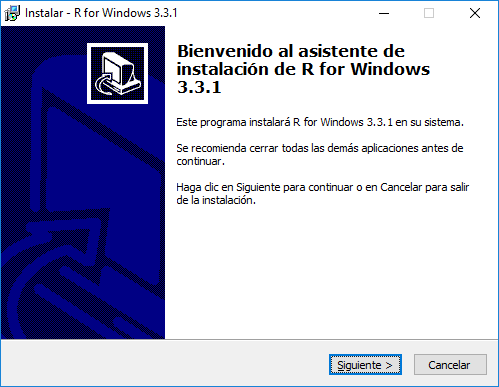 Instalar - R for Windows 3.3.1
Bienvenido al asistente de
instalación de R for Windows
3.3.1
Este programa instalará R for Windows 3.3.1 en su sistema.
Se recomienda cerrar todas las demás aplicaciones antes de
continuar.
Haga clic en Siguiente para continuar o en Cancelar para salir
de la instalación.
Siguiente > Cancelar